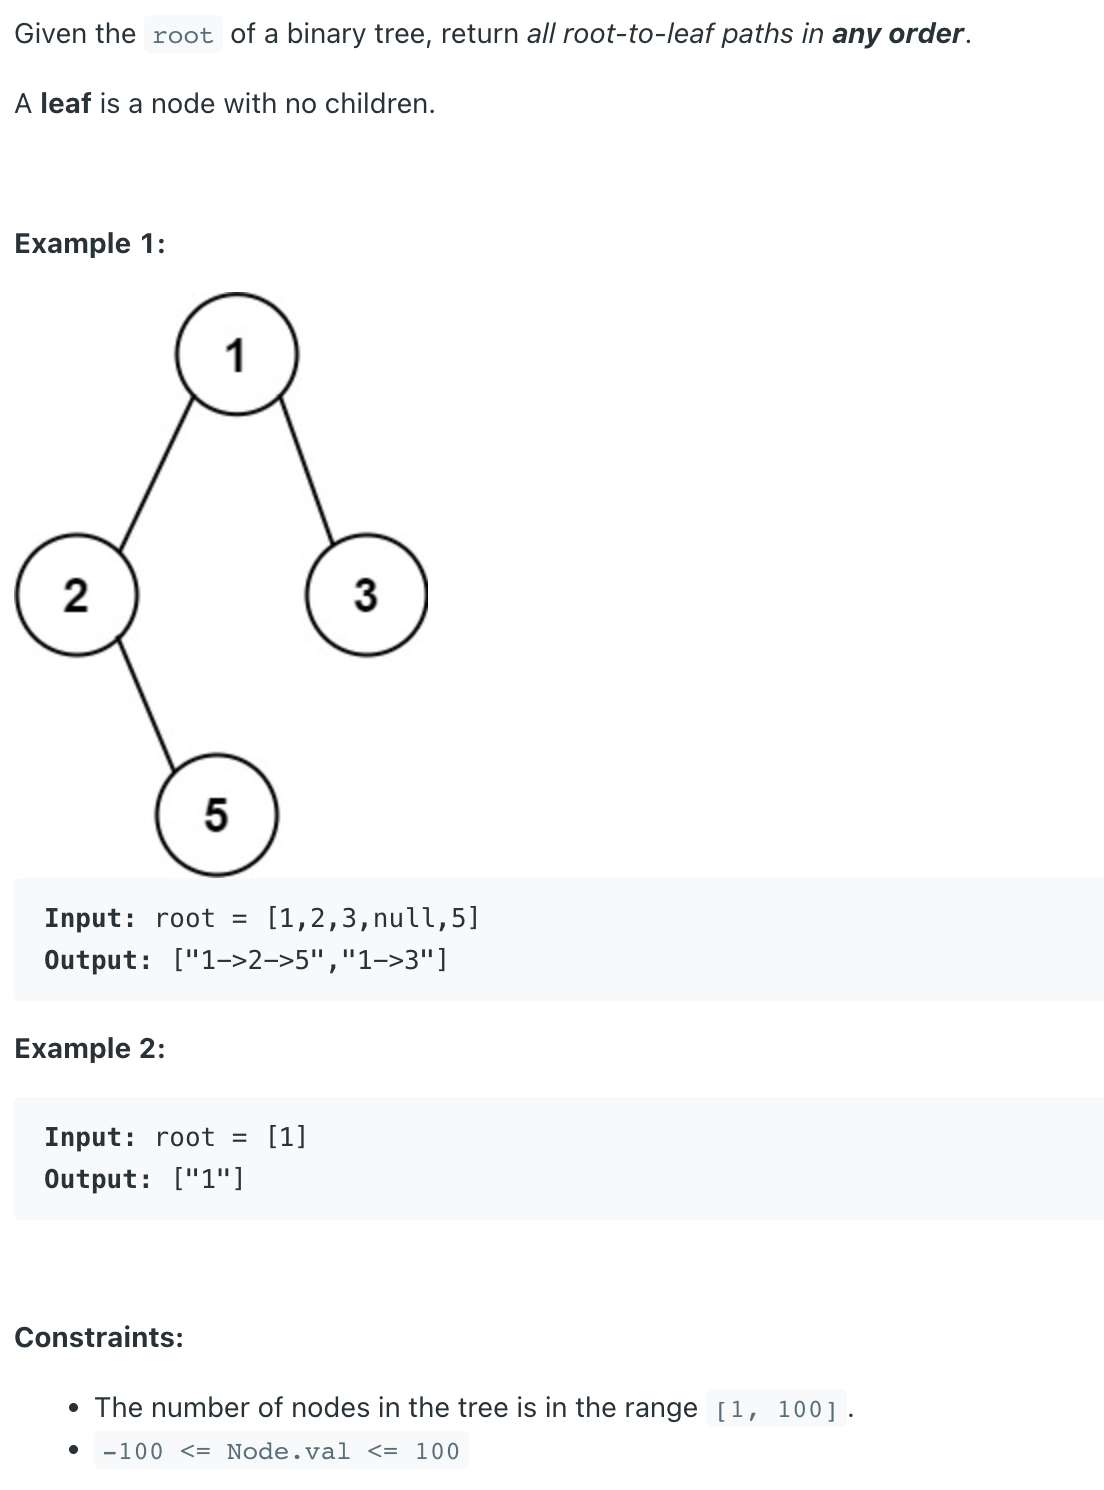 Given the root of a binary tree, return all root-to-leaf paths in any order.
A leaf is a node with no children.
Example 1:
1
2
3
5
Input: root = [1,2,3,null,5]
Output: ["1->2->5","1->3"]
Example 2:
Input: root = [1]
Output: ["1"]
Constraints:
• The number of nodes in the tree is in the range [1, 100].
• -100 <= Node.val <= 100